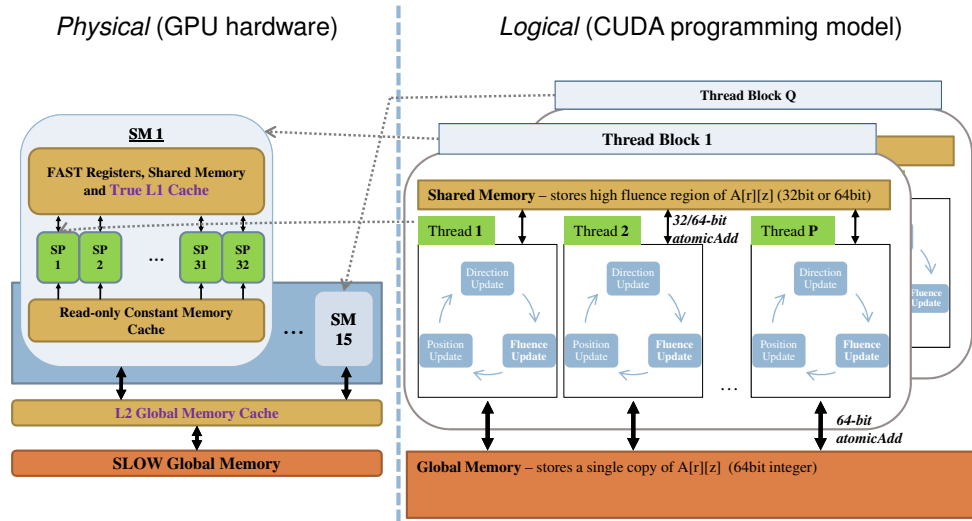 Physical (GPU hardware)
SM 1
FAST Registers, Shared Memory
and True L1 Cache
SP
1
SP
2
...
SP
31
SP
32
Read-only Constant Memory
Cache
...
SM
15
L2 Global Memory Cache
SLOW Global Memory
Logical (CUDA programming model)
Thread Block Q
Thread Block 1
Shared Memory – stores high fluence region of A[r][z] (32bit or 64bit)
32/64-bit
atomicAdd
Thread 1
Direction
Update
Position
Update
Fluence
Update
Thread 2
Direction
Update
Position
Update
Fluence
Update
...
Thread P
Direction
Update
Position
Update
Fluence
Update
Fluence
Update
64-bit
atomicAdd
Global Memory – stores a single copy of A[r][z] (64bit integer)